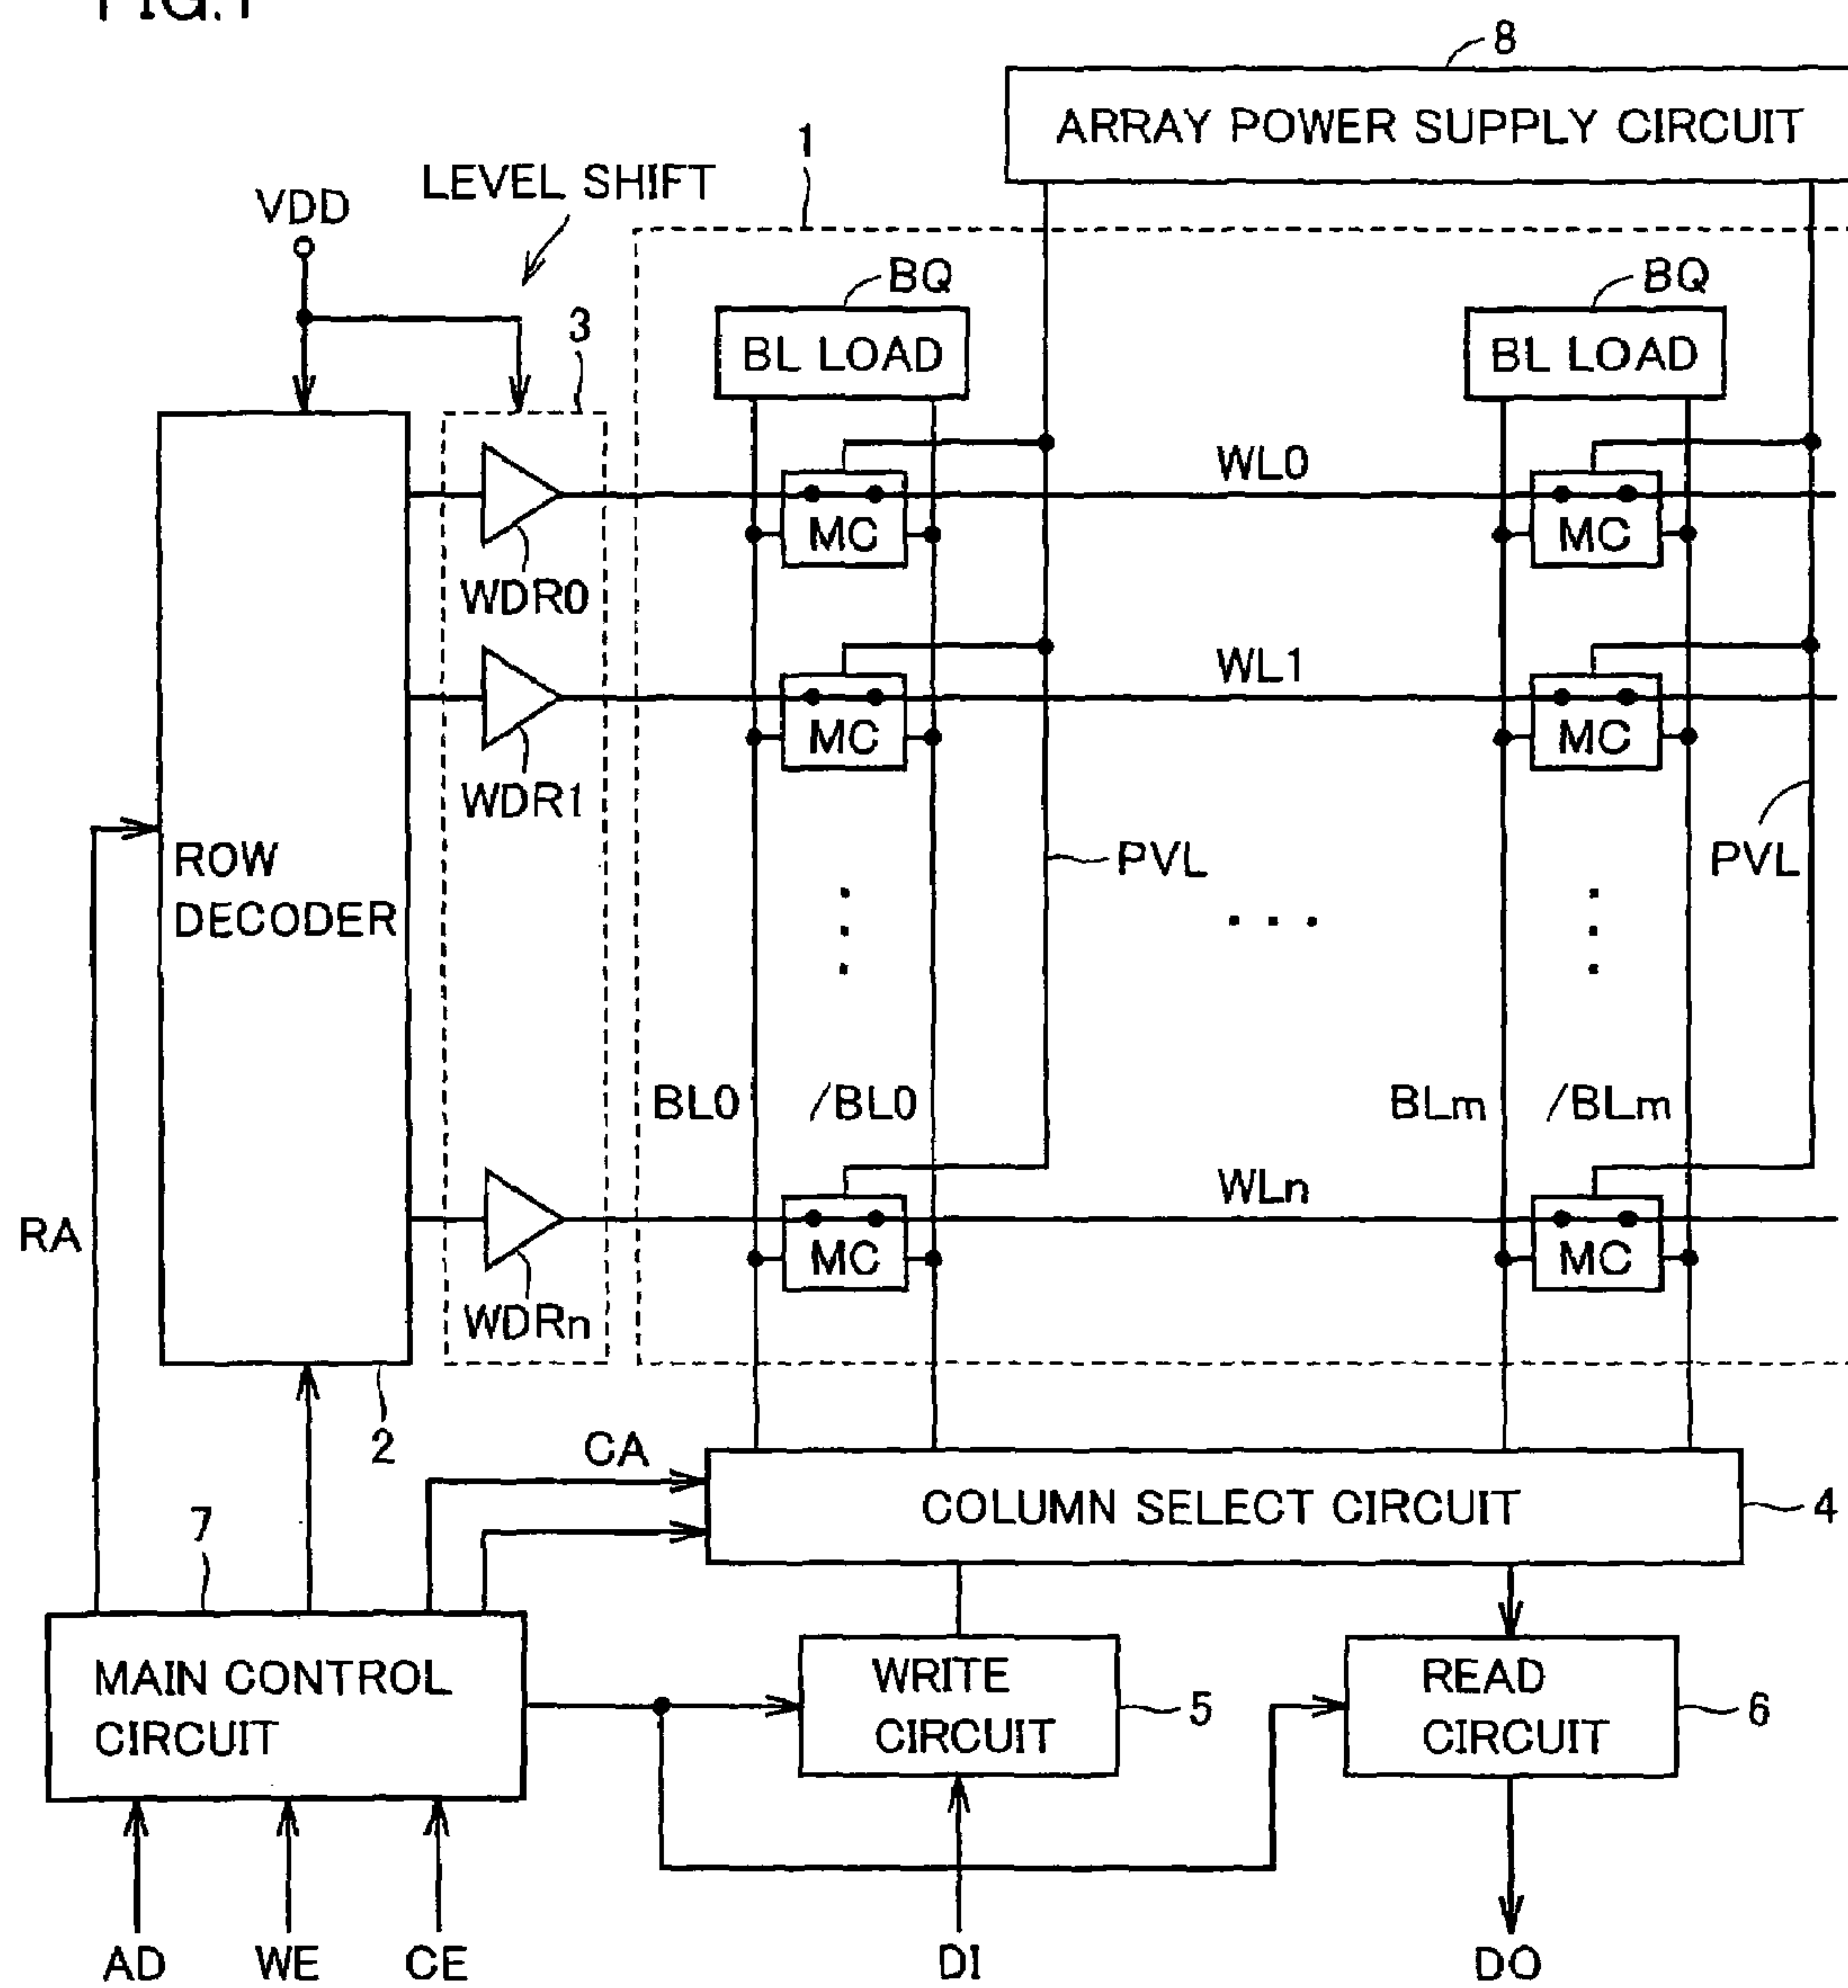 FIG.1
8
ARRAY POWER SUPPLY CIRCUIT
1
LEVEL SHIFT
VDD
BQ
BQ
3
BL LOAD
BL LOAD
WL0
MC
MC
WDR0
WL1
MC
MC
WDR1
ROW
DECODER
PVL
PVL
BL0
/BL0
BLm
/BLm
WLn
RA
MC
MC
WDRn
2
CA
COLUMN SELECT CIRCUIT
4
7
MAIN CONTROL
CIRCUIT
WRITE
CIRCUIT
5
READ
CIRCUIT
6
AD
WE
CE
DI
DO